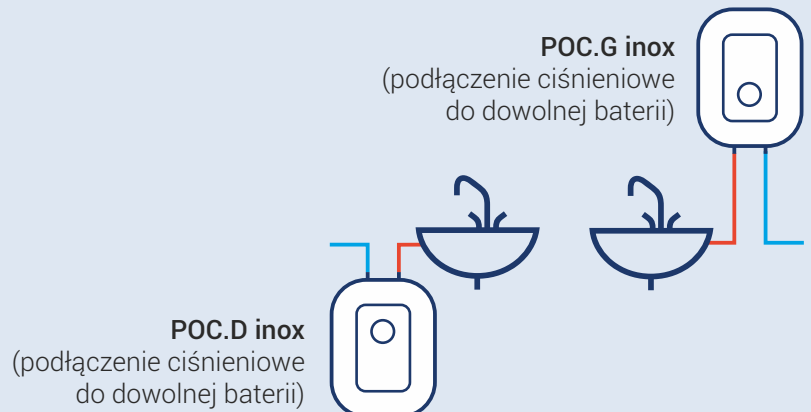 POC.G inox
(podłączenie ciśnieniowe
do dowolnej baterii)
POC.D inox
(podłączenie ciśnieniowe
do dowolnej baterii)